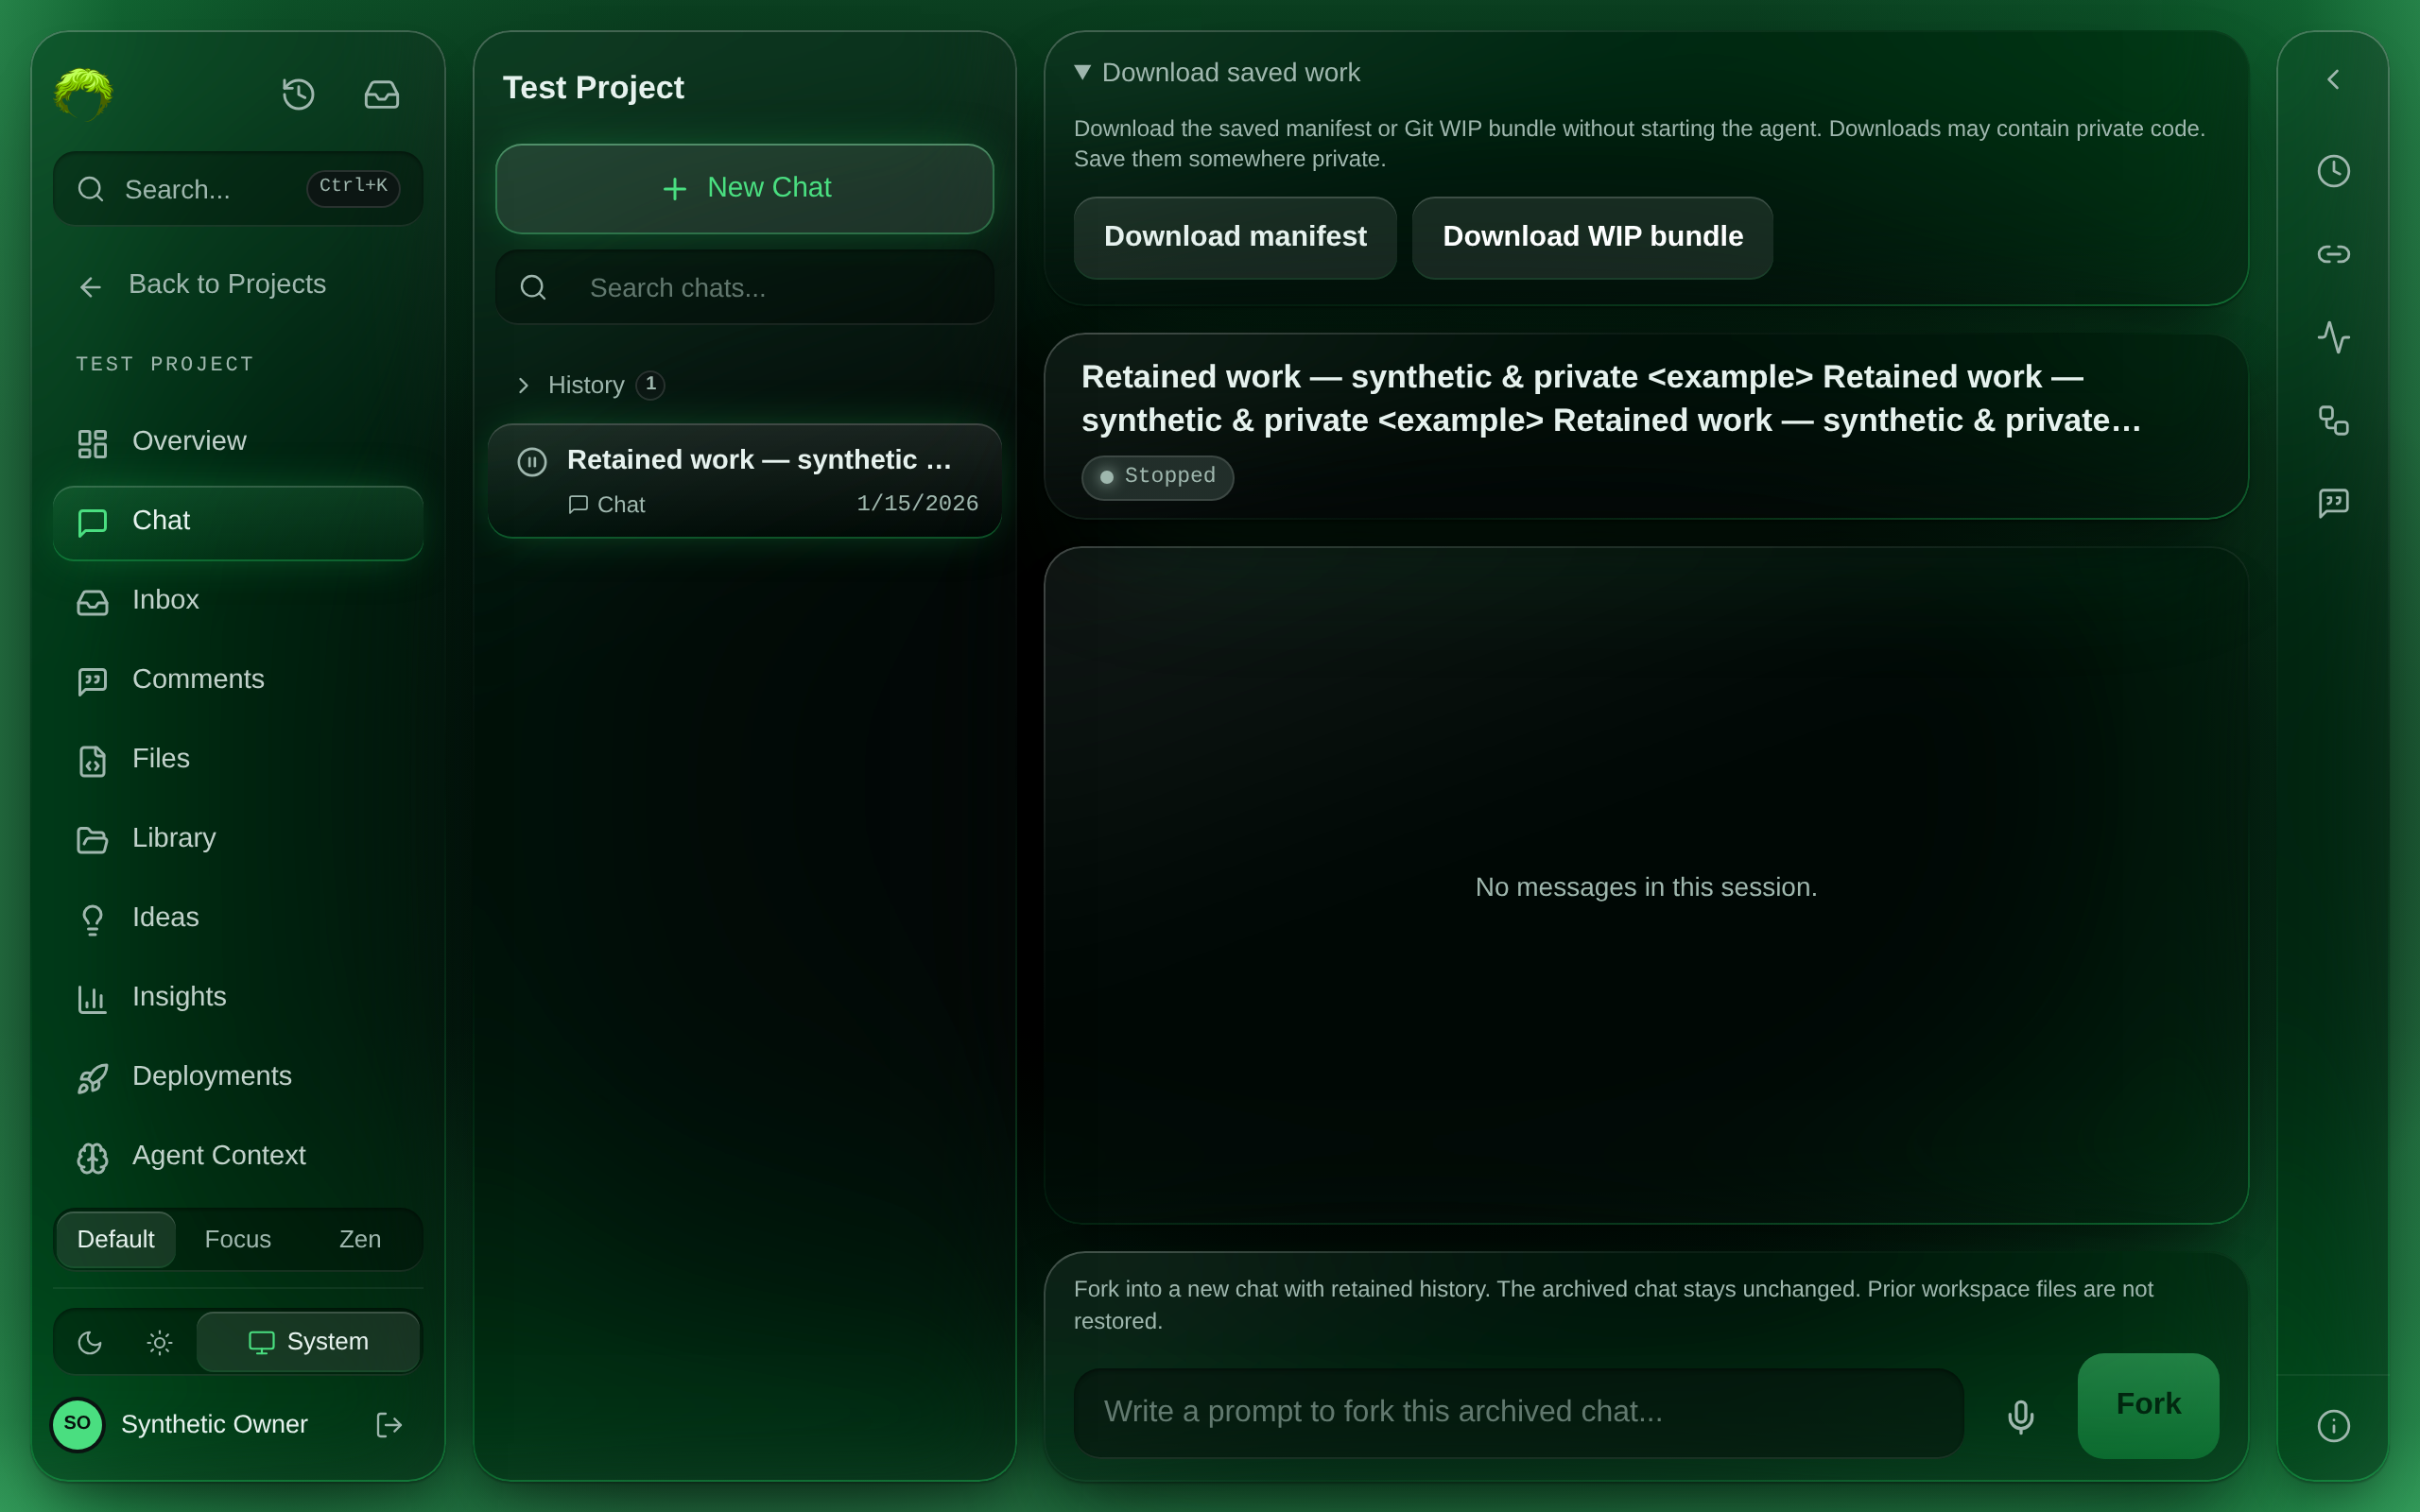 Search...
Ctrl+K
Back to Projects
TEST PROJECT
Overview
Chat
Inbox
Comments
Files
Library
Ideas
Insights
Deployments
Agent Context
Default
Focus
Zen
System
SO
Synthetic Owner
Test Project
New Chat
Search chats...
History 1
Retained work — synthetic ...
Chat
1/15/2026
Download saved work
Download the saved manifest or Git WIP bundle without starting the agent. Downloads may contain private code.
Save them somewhere private.
Download manifest
Download WIP bundle
Retained work — synthetic & private <example> Retained work —
synthetic & private <example> Retained work — synthetic & private...
Stopped
No messages in this session.
Fork into a new chat with retained history. The archived chat stays unchanged. Prior workspace files are not
restored.
Write a prompt to fork this archived chat...
Fork